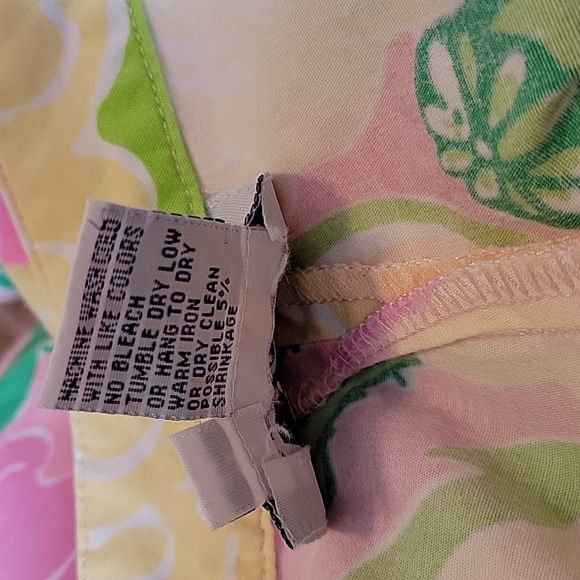 MACHINE WASH COLD
WITH LIKE COLORS
NO BLEACH
TUMBLE DRY LOW
OR HANG TO DRY
WARM IRON
OR DRY CLEAN
POSSIBLE 5%
SHRINKAGE